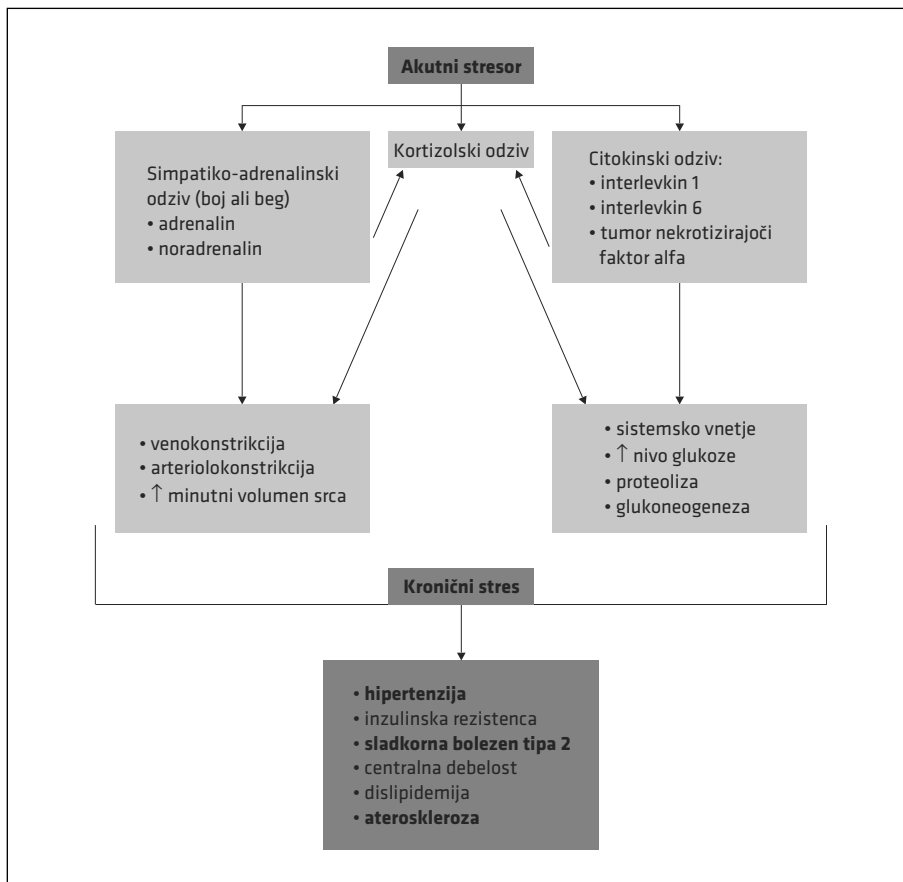 Akutni stresor
Simpatiko-adrenalinski
odziv (boj ali beg)
• adrenalin
• noradrenalin
Kortizolski odziv
Citokinski odziv:
• interlevkin 1
• interlevkin 6
• tumor nekrotizirajoči
faktor alfa
• venokonstrikcija
• arteriolokonstrikcija
• ↑ minutni volumen srca
• sistemsko vnetje
• ↑ nivo glukoze
• proteoliza
• glukoneogeneza
Kronični stres
• hipertenzija
• inzulinska rezistenca
• sladkorna bolezen tipa 2
• centralna debelost
• dislipidemija
• ateroskleroza